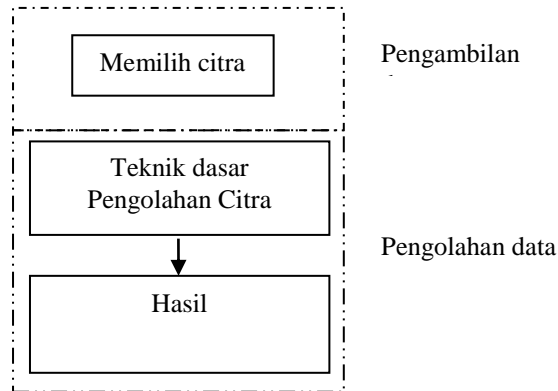 Memilih citra
Pengambilan
Teknik dasar
Pengolahan Citra
Pengolahan data
Hasil